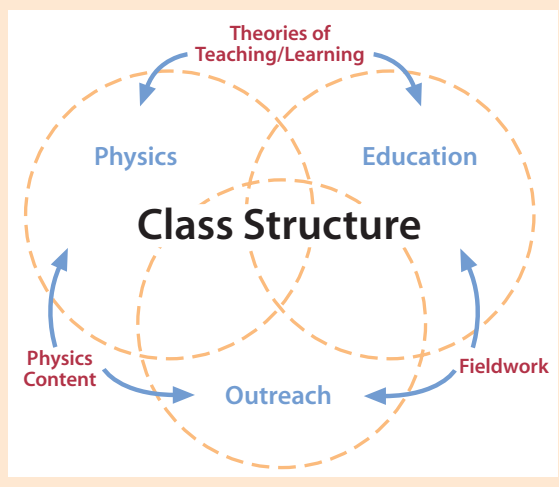 Theories of
Teaching/Learning
Physics
Education
Class Structure
Physics
Content
Fieldwork
Outreach